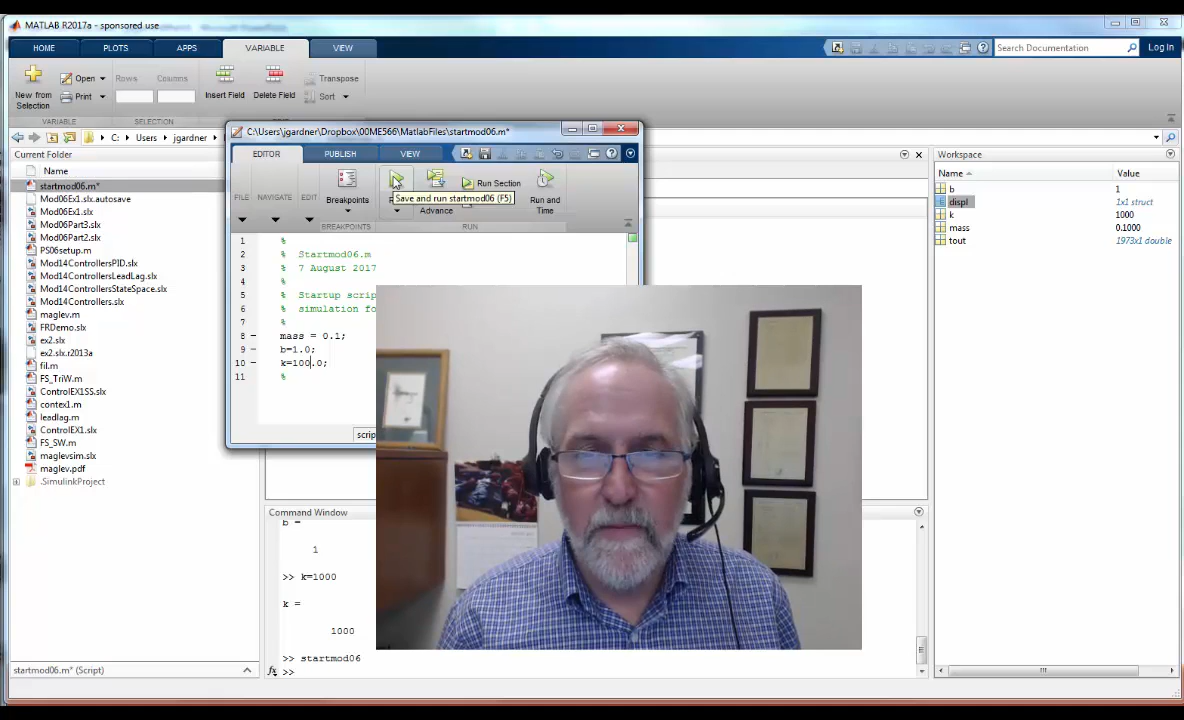 MATLAB R2017a - sponsored use
HOME PLOTS APPS VARIABLE VIEW
Search Documentation Log In
New from Selection
Open
Print
Rows Columns
Insert Field
Delete Field
Transpose
Sort
VARIABLE SELECTION EDIT
C: Users jgardner
Current Folder
Name
startmod06.m*
Mod06Ex1.slx.autosave
Mod06Ex1.slx
Mod06Part3.slx
Mod06Part2.slx
PS06setup.m
Mod14ControllersPID.slx
Mod14ControllersLeadLag.slx
Mod14ControllersStateSpace.slx
Mod14Controllers.slx
maglev.m
FRDemo.slx
ex2.slx
ex2.slx.r2013a
fil.m
FS_TriW.m
ControlEX1SS.slx
contex1.m
leadlag.m
ControlEX1.slx
FS_SW.m
maglevsim.slx
maglev.pdf
.SimulinkProject
startmod06.m* (Script)
C:\Users\jgardner\Dropbox\00ME566\MatlabFiles\startmod06.m*
EDITOR PUBLISH VIEW
FILE NAVIGATE EDIT
Breakpoints
Advance
Run Section
Run and Time
Save and run startmod06 (F5)
BREAKPOINTS RUN
1 %
2 % Startmod06.m
3 % 7 August 2017
4 %
5 % Startup scrip
6 % simulation fo
7 %
8 - mass = 0.1;
9 - b=1.0;
10 - k=100.0;
11 %
scrip
Command Window
b =
1
>> k=1000
k =
1000
>> startmod06
fx >>
Workspace
Name Value
b 1
displ 1x1 struct
k 1000
mass 0.1000
tout 1973x1 double